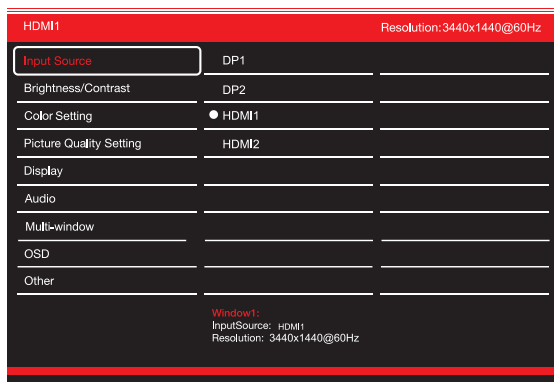 HDMI1 Resolution:3440x1440@60Hz
Input Source DP1
Brightness/Contrast DP2
Color Setting HDMI1
Picture Quality Setting HDMI2
Display
Audio
Multi-window
OSD
Other
Window1:
InputSource: HDMI1
Resolution: 3440x1440@60Hz